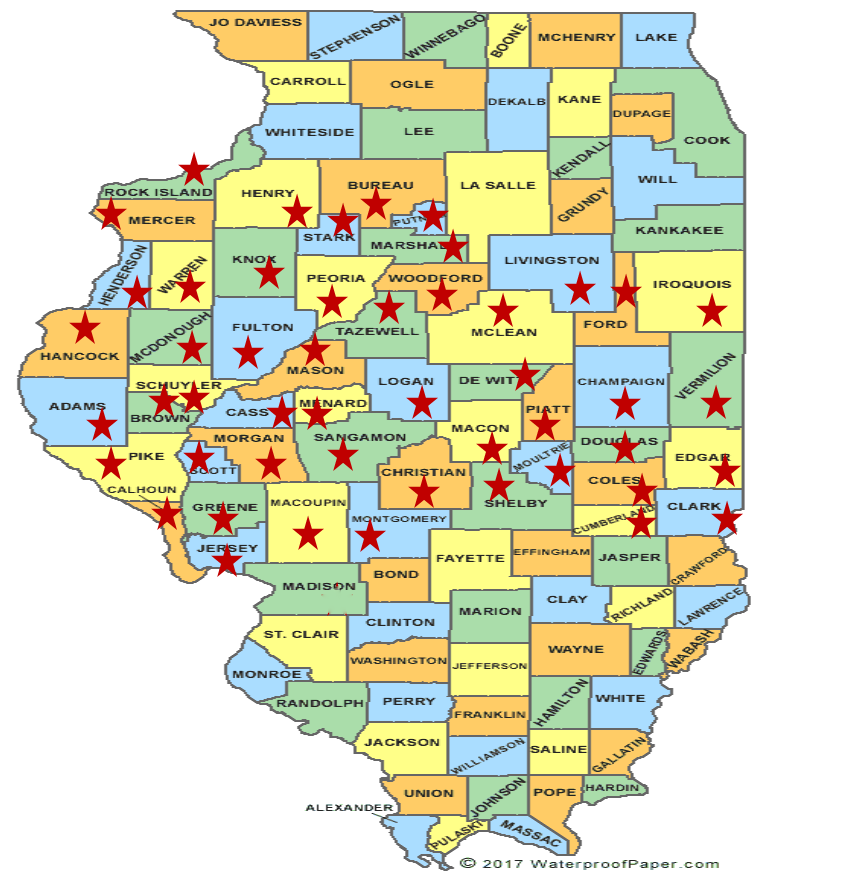 JO DAVIESS
STEPHENSON
WINNEBAGO
BOONE
MCHENRY
LAKE
CARROLL
OGLE
DEKALB
KANE
DUPAGE
COOK
WHITESIDE
LEE
KENDALL
WILL
ROCK ISLAND
HENRY
BUREAU
LA SALLE
GRUNDY
MERCER
PUTN
STARK
KANKAKEE
MARSHAL
HENDERSON
WARREN
KNOX
PEORIA
WOODFORD
LIVINGSTON
IROQUOIS
FORD
HANCOCK
MCDONOUGH
FULTON
TAZEWELL
MCLEAN
MASON
SCHUYLER
LOGAN
DE WITT
CHAMPAIGN
VERMILION
ADAMS
BROWN
CASS
MENARD
PIATT
MACON
MORGAN
SANGAMON
DOUGLAS
PIKE
SCOTT
CHRISTIAN
MOULTRIE
EDGAR
COLES
CALHOUN
GREENE
MACOUPIN
MONTGOMERY
SHELBY
CUMBERLAND
CLARK
JERSEY
FAYETTE
EFFINGHAM
JASPER
CRAWFORD
MADISON
BOND
CLAY
RICHLAND
LAWRENCE
MARION
CLINTON
ST. CLAIR
WAYNE
EDWARDS
WABASH
WASHINGTON
JEFFERSON
MONROE
RANDOLPH
PERRY
HAMILTON
WHITE
FRANKLIN
JACKSON
WILLIAMSON
SALINE
GALLATIN
UNION
JOHNSON
POPE
HARDIN
ALEXANDER
PULASKI
MASSAC
© 2017 WaterproofPaper.com